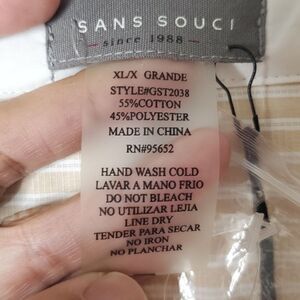 SANS SOUCI
since 1988
XL/X GRANDE
STYLE#GST2038
55%COTTON
45%POLYESTER
MADE IN CHINA
RN#95652
HAND WASH COLD
LAVAR A MANO FRIO
DO NOT BLEACH
NO UTILIZAR LEJIA
LINE DRY
TENDER PARA SECAR
NO IRON
NO PLANCHAR